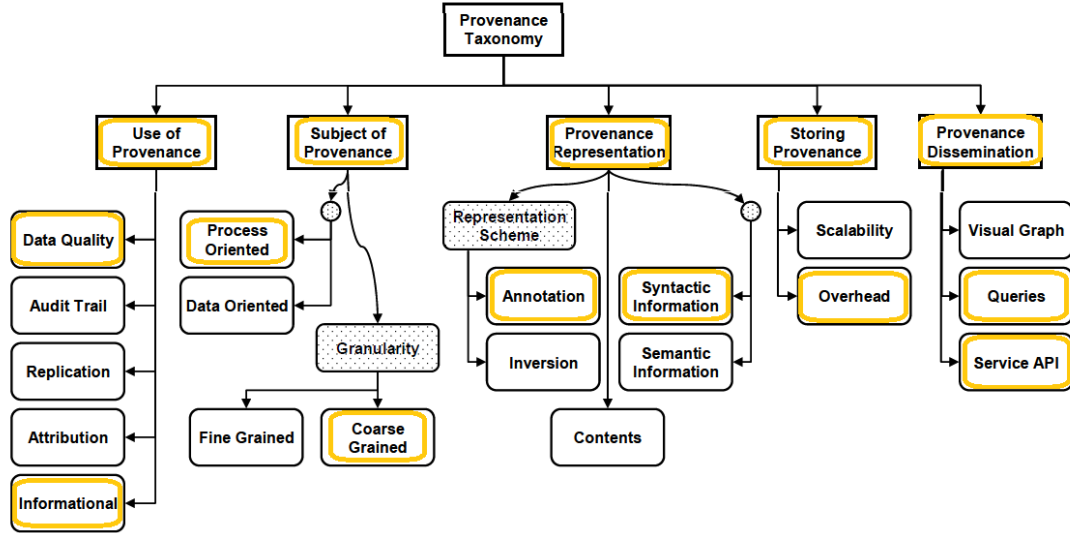 Provenance
Taxonomy
Use of
Provenance
Subject of
Provenance
Provenance
Representation
Storing
Provenance
Provenance
Dissemination
Data Quality
Audit Trail
Replication
Attribution
Informational
Process
Oriented
Data Oriented
Granularity
Fine Grained
Coarse
Grained
Representation
Scheme
Annotation
Inversion
Syntactic
Information
Semantic
Information
Contents
Scalability
Overhead
Visual Graph
Queries
Service API